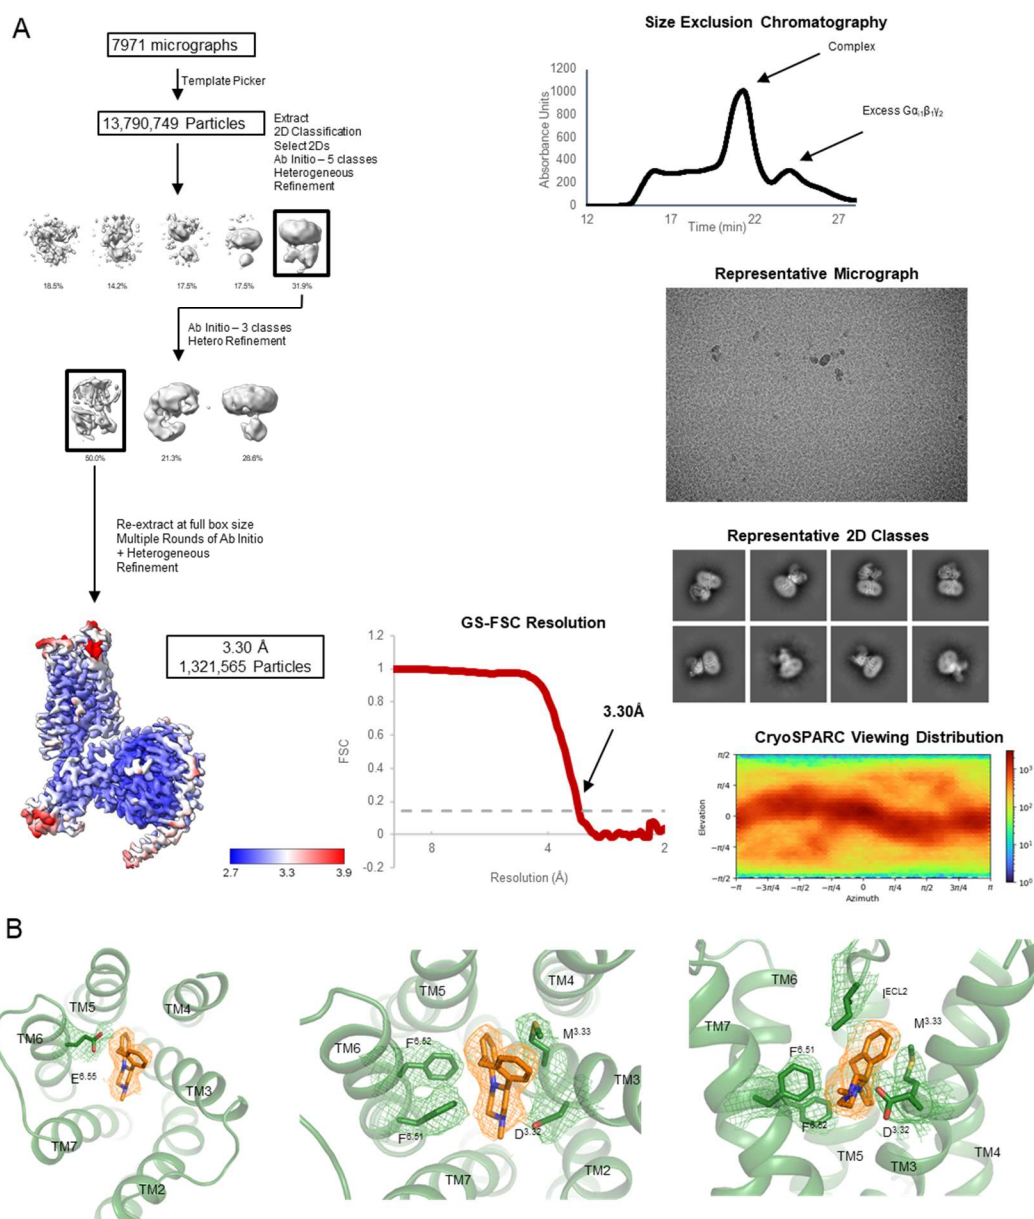 A
7971 micrographs
Template Picker
13,790,749 Particles
Extract
2D Classification
Select 2Ds
Ab Initio – 5 classes
Heterogeneous
Refinement
18.5%
14.2%
17.5%
17.5%
31.9%
Ab Initio – 3 classes
Hetero Refinement
50.0%
21.3%
28.6%
Re-extract at full box size
Multiple Rounds of Ab Initio
+ Heterogeneous
Refinement
3.30 Å
1,321,565 Particles
2.7
3.3
3.9
Size Exclusion Chromatography
Complex
Excess Gαi1β1γ2
Absorbance Units
1200
1000
800
600
400
200
0
12
17
22
27
Time (min)
Representative Micrograph
Representative 2D Classes
GS-FSC Resolution
3.30Å
FSC
1.2
1
0.8
0.6
0.4
0.2
0
-0.2
8
4
2
Resolution (Å)
CryoSPARC Viewing Distribution
Elevation
π/2
π/4
0
−π/4
−π/2
−π
−3π/4
−π/2
−π/4
0
π/4
π/2
3π/4
π
Azimuth
10³
10²
10¹
10⁰
B
TM5
TM4
TM6
E6.55
TM3
TM7
TM2
TM5
TM4
TM6
F6.52
M3.33
TM3
F6.51
D3.32
TM7
TM2
TM6
IECL2
TM7
M3.33
F6.51
F6.52
D3.32
TM5
TM3
TM4